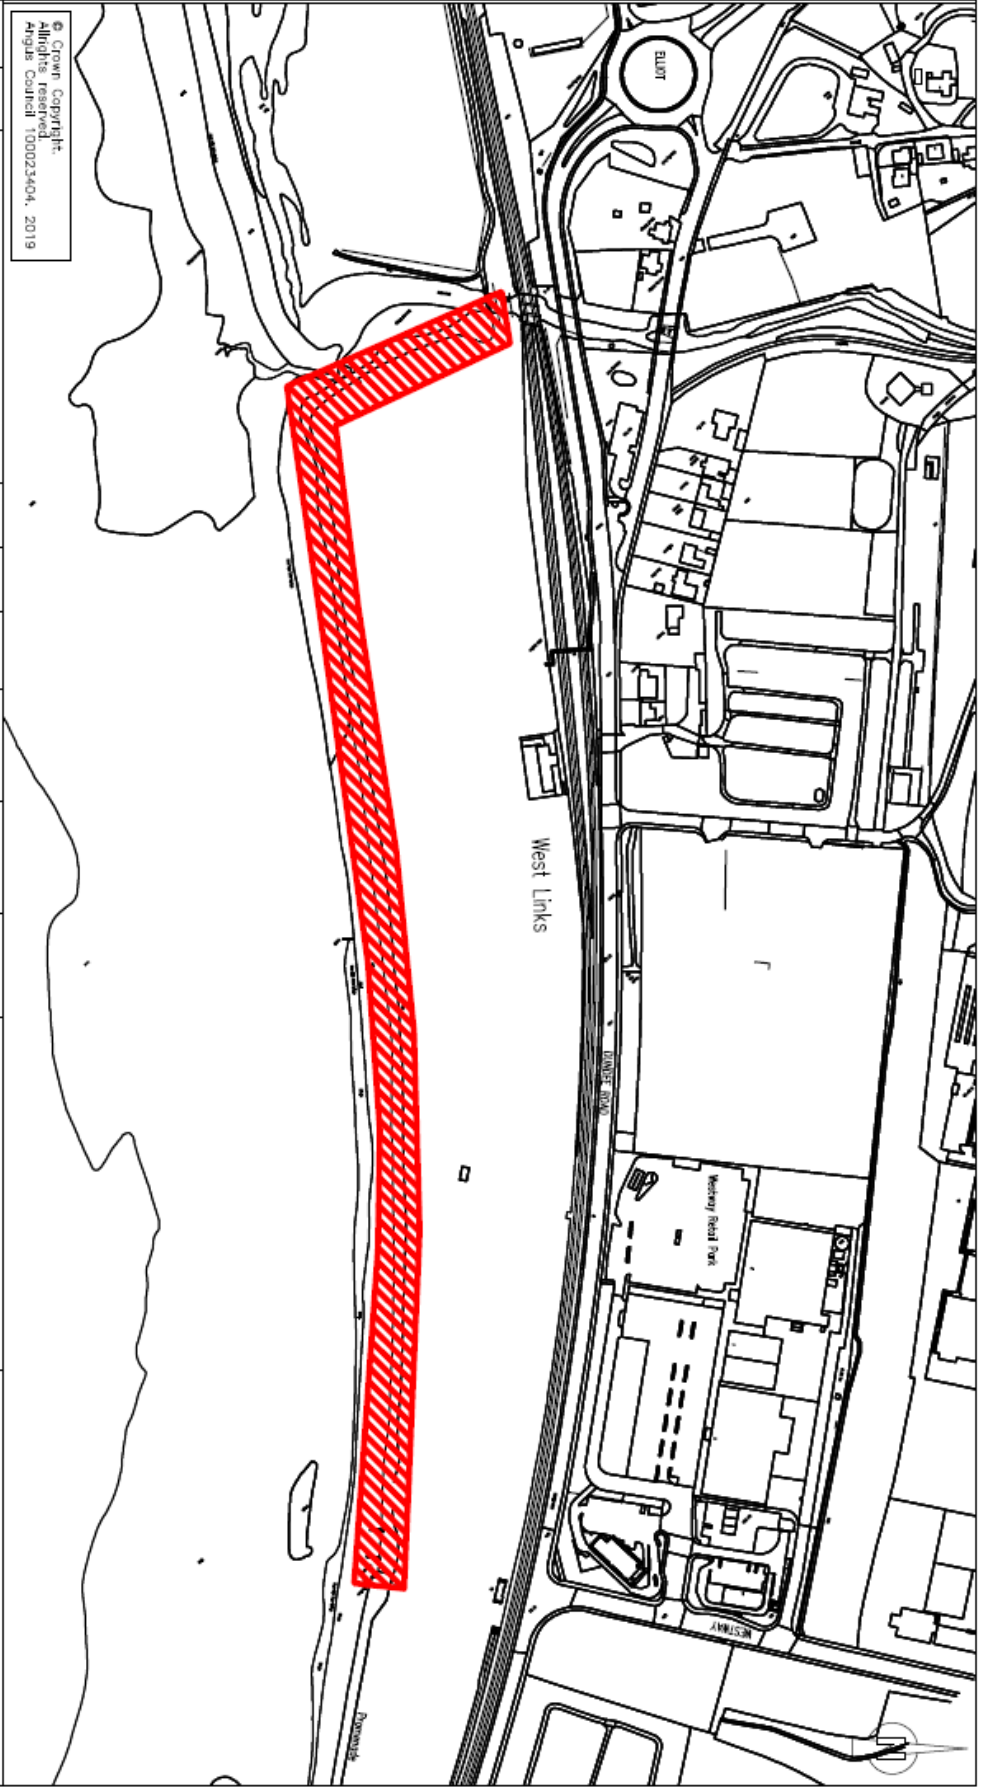 © Crown Copyright.
All rights reserved.
Angus Council 100023404. 2019
ELLIOT
West Links
DUNDEE ROAD
Westway Retail Park
WESTWAY
Promenade
N